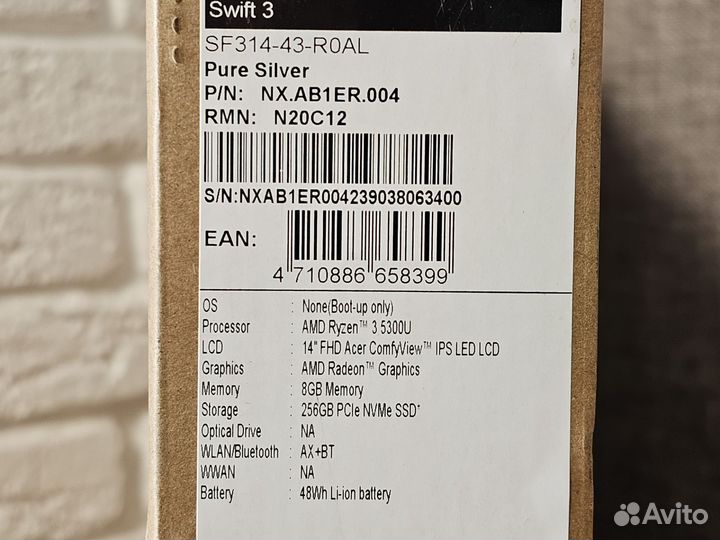 Swift 3
SF314-43-R0AL
Pure Silver
P/N: NX.AB1ER.004
RMN: N20C12
S/N:NXAB1ER004239038063400
EAN:
4 710886 658399
OS : None(Boot-up only)
Processor : AMD Ryzen™ 3 5300U
LCD : 14" FHD Acer ComfyView™ IPS LED LCD
Graphics : AMD Radeon™ Graphics
Memory : 8GB Memory
Storage : 256GB PCIe NVMe SSD*
Optical Drive : NA
WLAN/Bluetooth : AX+BT
WWAN : NA
Battery : 48Wh Li-ion battery
Avito